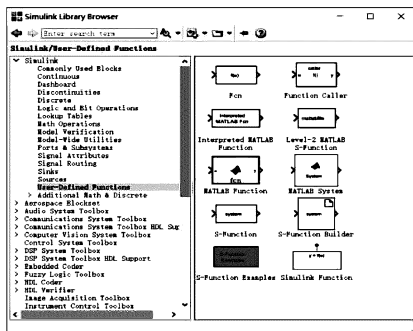 Simulink Library Browser
Enter search term
Simulink/User-Defined Functions
Simulink
Commonly Used Blocks
Continuous
Dashboard
Discontinuities
Discrete
Logic and Bit Operations
Lookup Tables
Math Operations
Model Verification
Model-Wide Utilities
Ports & Subsystems
Signal Attributes
Signal Routing
Sinks
Sources
User-Defined Functions
Additional Math & Discrete
Aerospace Blockset
Audio System Toolbox
Communications System Toolbox
Communications System Toolbox HDL Sup
Computer Vision System Toolbox
Control System Toolbox
DSP System Toolbox
DSP System Toolbox HDL Support
Embedded Coder
Fuzzy Logic Toolbox
HDL Coder
HDL Verifier
Image Acquisition Toolbox
Instrument Control Toolbox
f(u)
Fcn
caller
f()
y
Function Caller
Interpreted
MATLAB Fcn
Interpreted MATLAB
Function
matlabfile
Level-2 MATLAB
S-Function
u
fcn
y
MATLAB Function
MATLAB System
system
S-Function
system
S-Function Builder
S-Function Examples
y = f(u)
Simulink Function